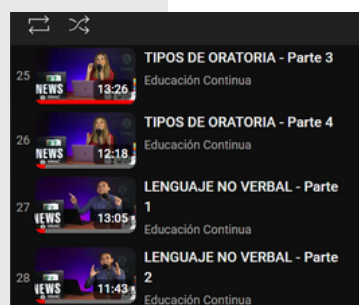 25
NEWS
13:26
TIPOS DE ORATORIA - Parte 3
Educación Continua
26
NEWS
12:18
TIPOS DE ORATORIA - Parte 4
Educación Continua
27
NEWS
13:05
LENGUAJE NO VERBAL - Parte
1
Educación Continua
28
NEWS
11:43
LENGUAJE NO VERBAL - Parte
2
Educación Continua